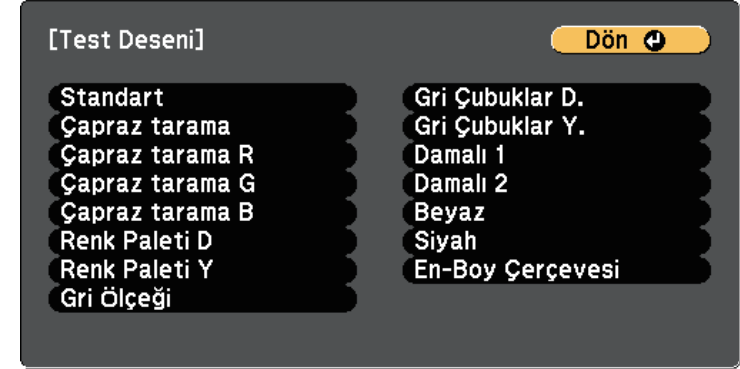 [Test Deseni]
Dön
Standart
Çapraz tarama
Çapraz tarama R
Çapraz tarama G
Çapraz tarama B
Renk Paleti D
Renk Paleti Y
Gri Ölçeği
Gri Çubuklar D.
Gri Çubuklar Y.
Damalı 1
Damalı 2
Beyaz
Siyah
En-Boy Çerçevesi